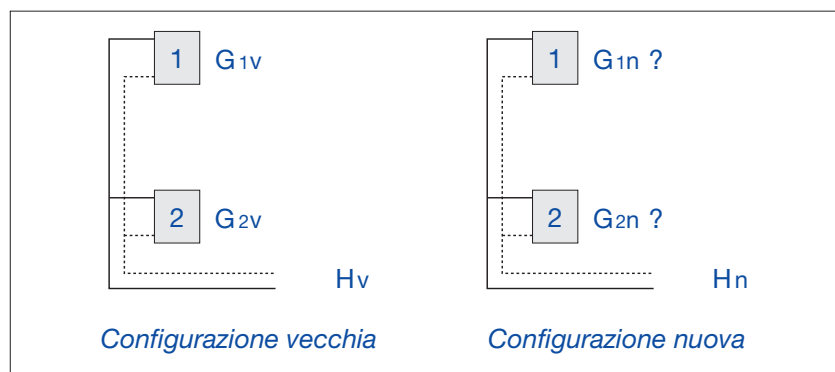 1 G1v
2 G2v
Hv
Configurazione vecchia
1 G1n ?
2 G2n ?
Hn
Configurazione nuova